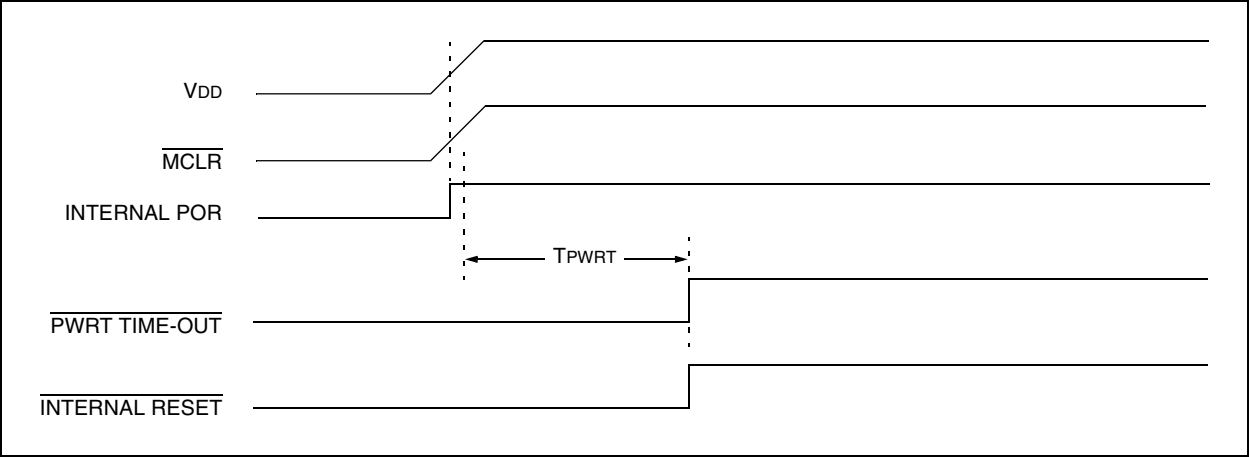 VDD
MCLR
INTERNAL POR
TPWRT
PWRT TIME-OUT
INTERNAL RESET